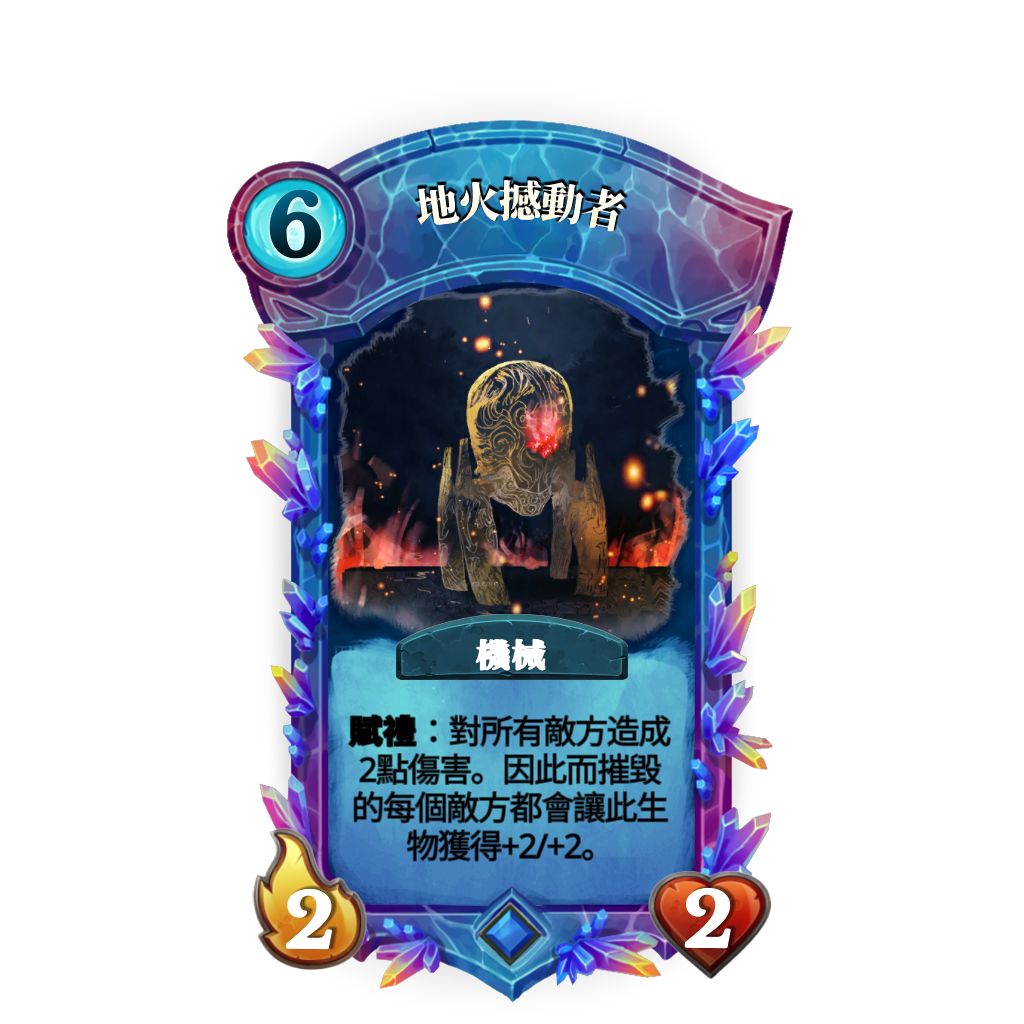 6
地火撼動者
機械
賦禮：對所有敵方造成
2點傷害。因此而摧毀
的每個敵方都會讓此生
物獲得+2/+2。
2
2